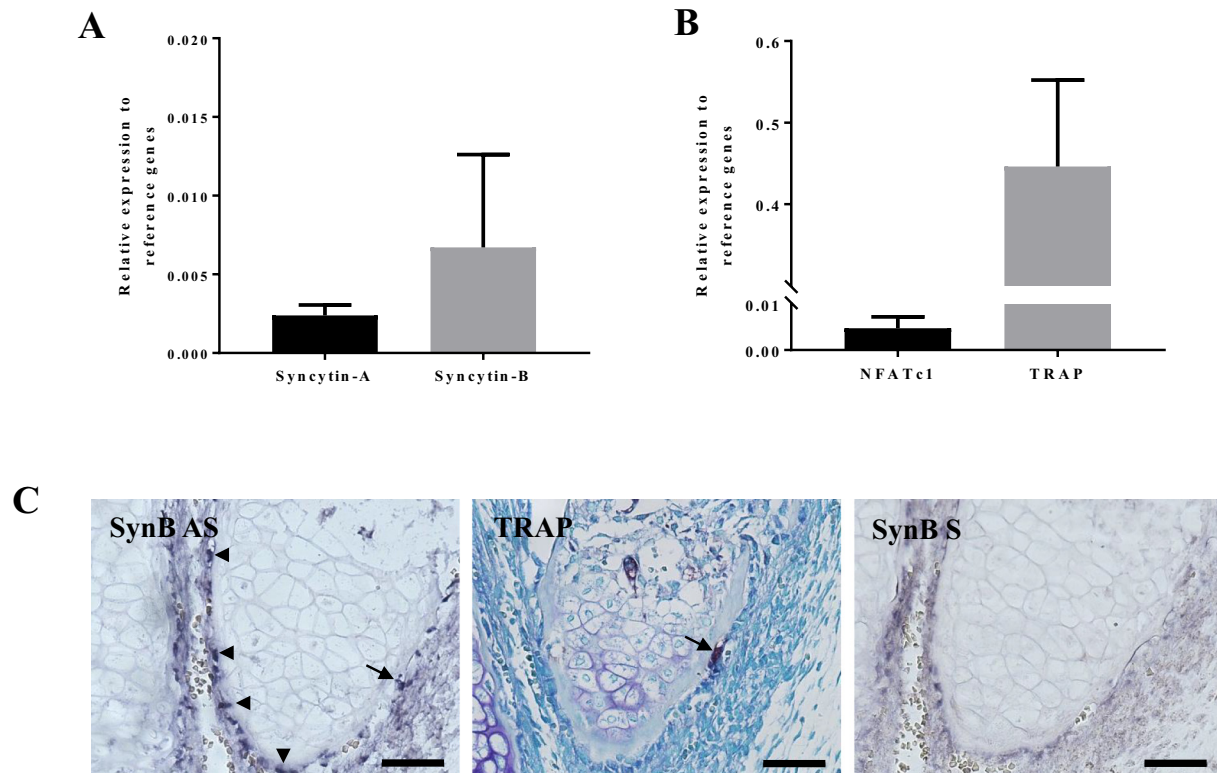 A
Relative expression to
reference genes
0.020
0.015
0.010
0.005
0.000
Syncytin-A
Syncytin-B
B
Relative expression to
reference genes
0.6
0.5
0.4
0.01
0.00
NFATc1
TRAP
C
SynB AS
TRAP
SynB S